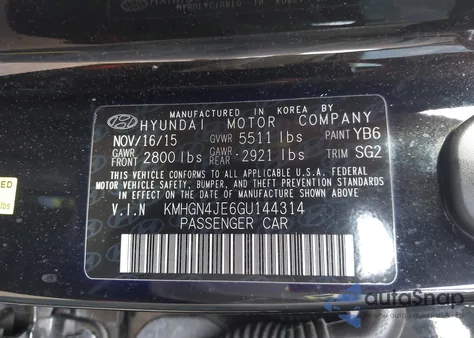 MANUFACTURED IN KOREA BY
HYUNDAI MOTOR COMPANY
NOV/16/15 GVWR 5511 lbs PAINT YB6
GAWR FRONT 2800 lbs GAWR REAR 2921 lbs TRIM SG2
THIS VEHICLE CONFORMS TO ALL APPLICABLE U.S.A. FEDERAL
MOTOR VEHICLE SAFETY, BUMPER, AND THEFT PREVENTION
STANDARDS IN EFFECT ON THE DATE OF MANUFACTURE
SHOWN ABOVE
V.I.N KMHGN4JE6GU144314
PASSENGER CAR
autoSnap